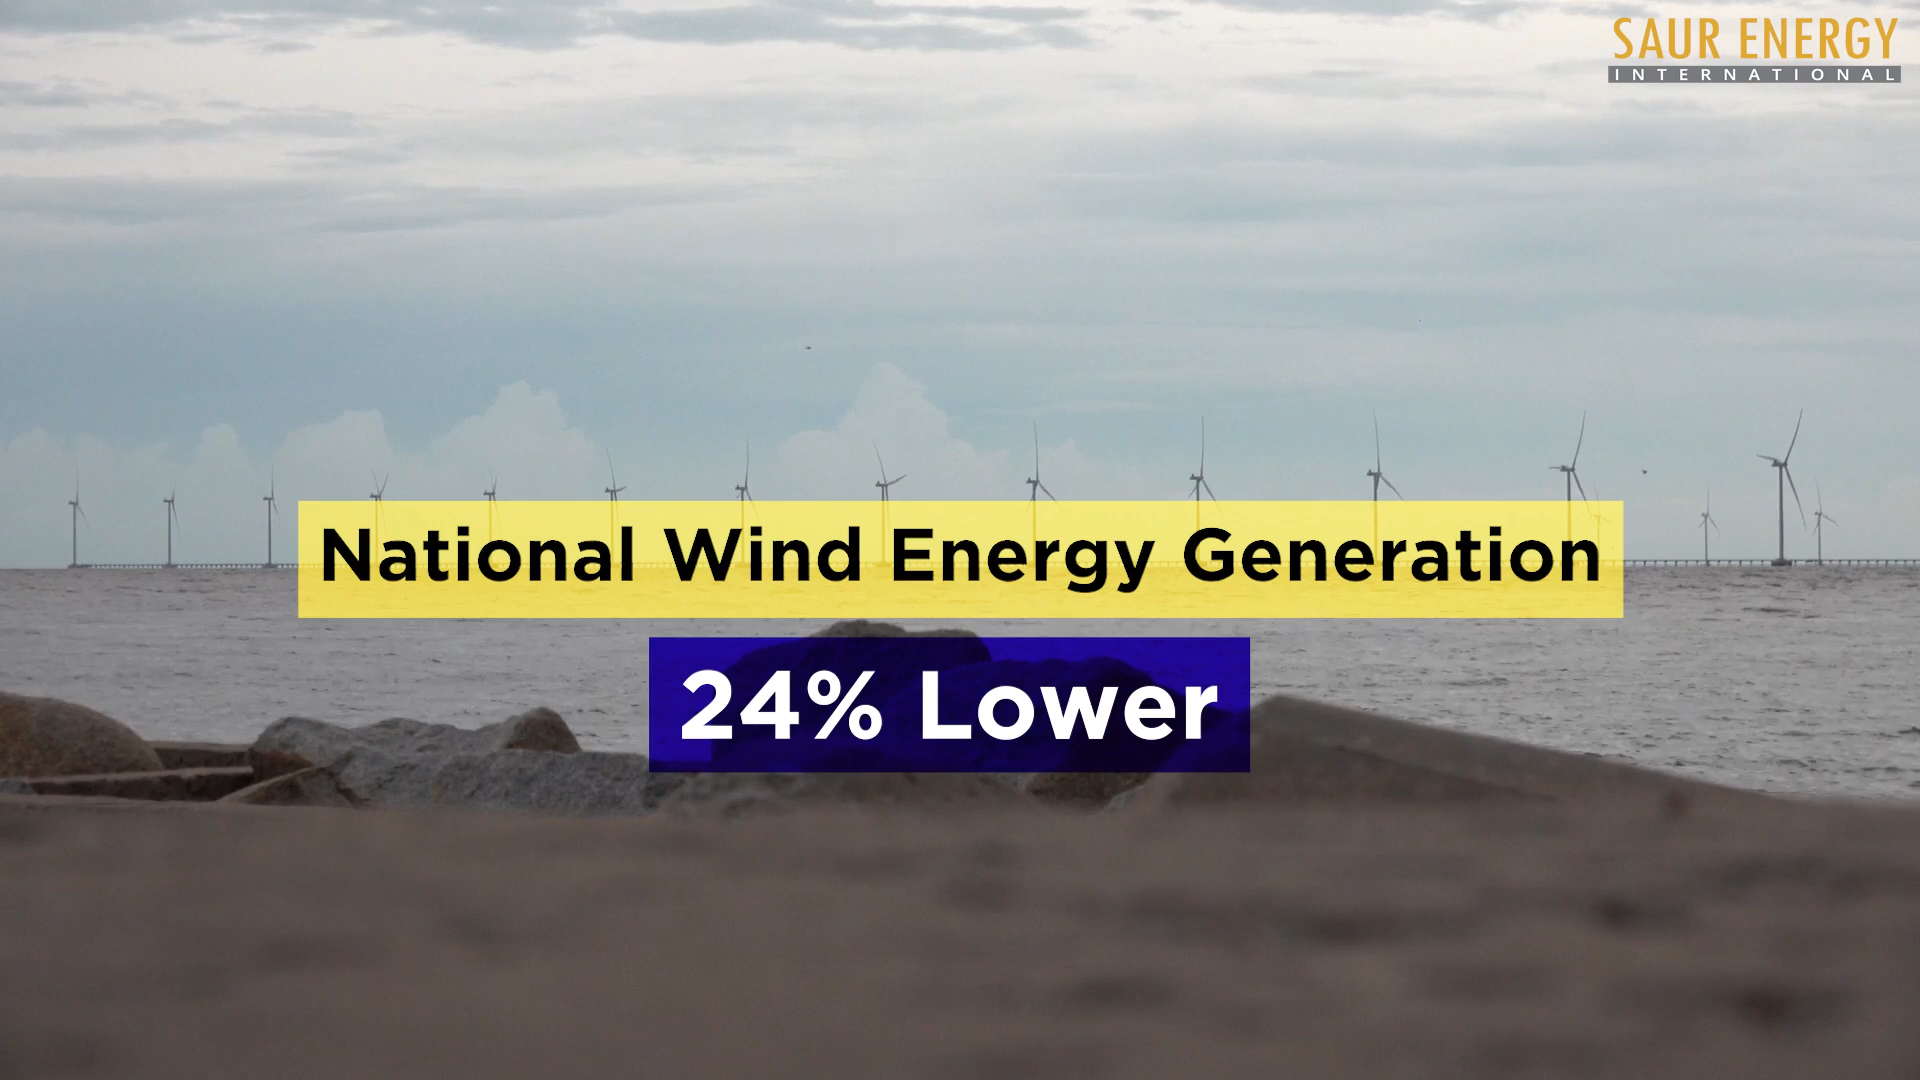 SAUR ENERGY
INTERNATIONAL
National Wind Energy Generation
24% Lower